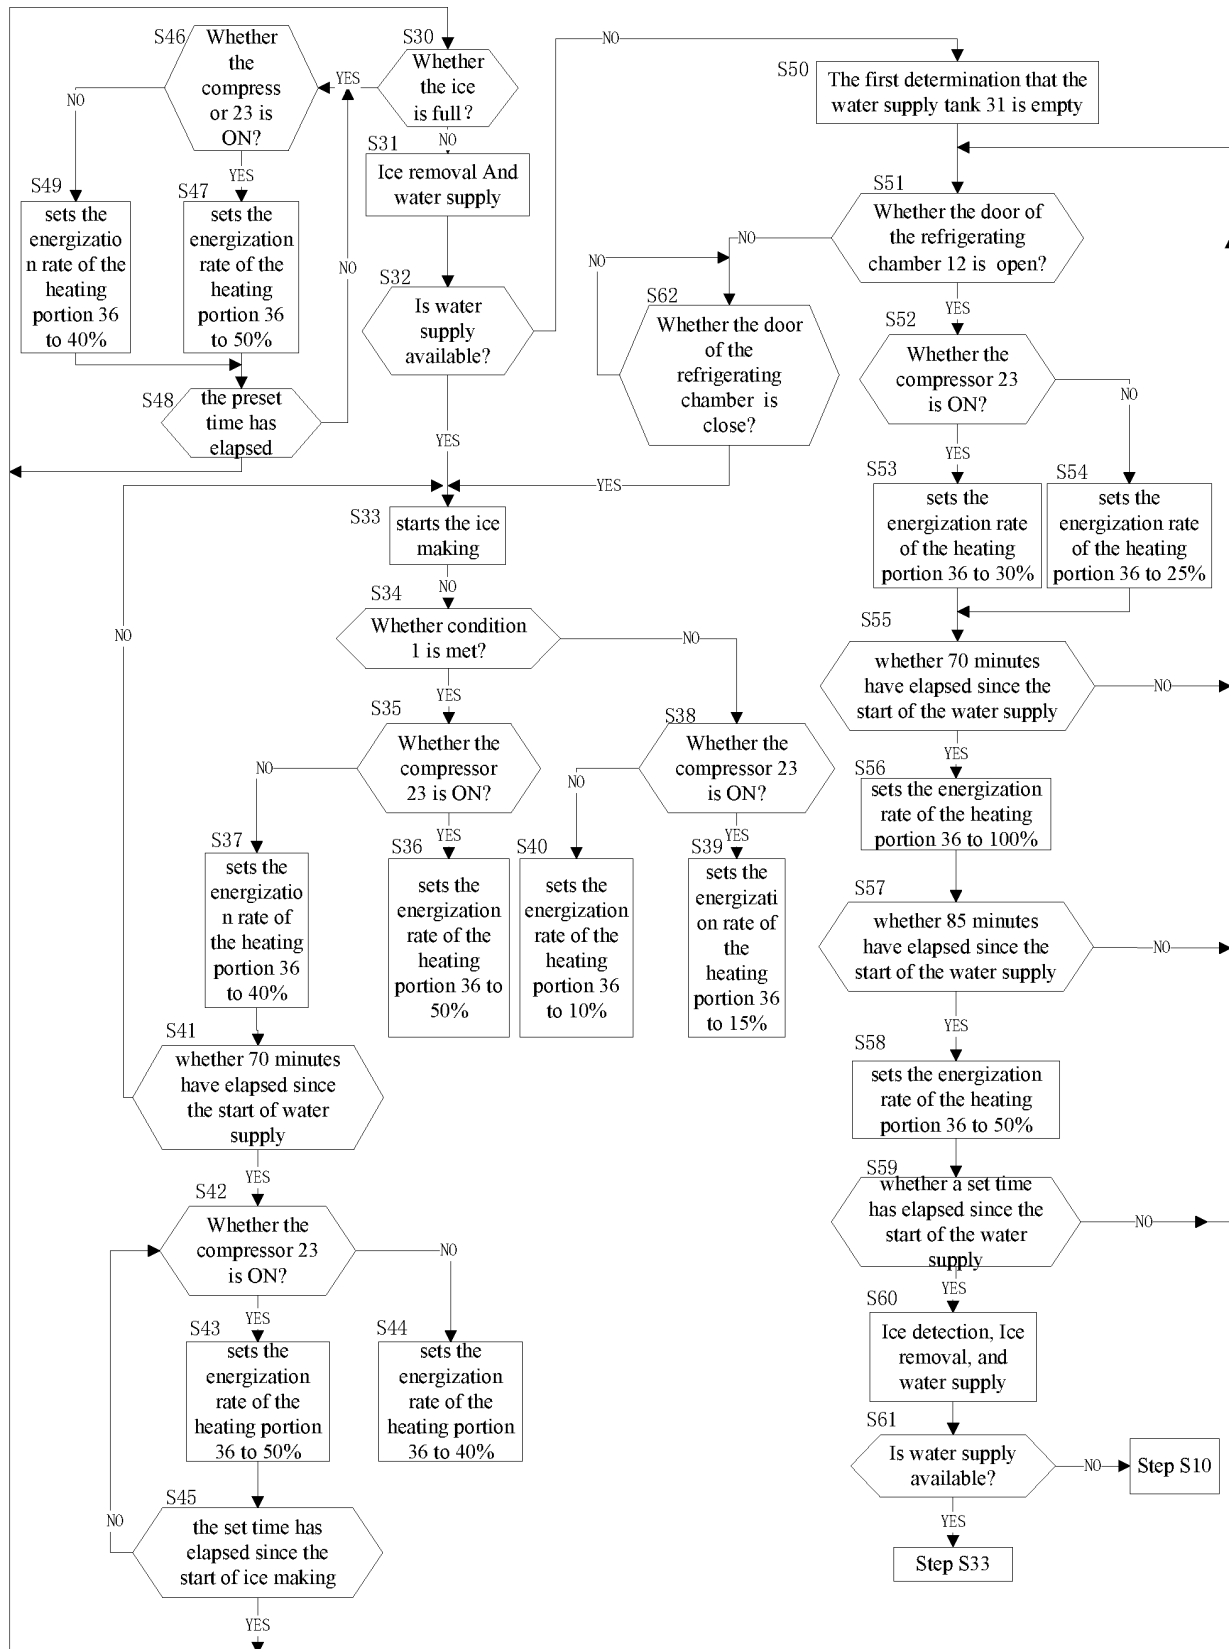 S46
Whether
the
compress
or 23 is
ON?
NO
YES
S49
sets the
energizatio
n rate of the
heating
portion 36
to 40%
S47
sets the
energization
rate of the
heating
portion 36
to 50%
S48
the preset
time has
elapsed
NO
S30
Whether
the ice
is full?
YES
NO
S31
Ice removal And
water supply
S32
Is water
supply
available?
NO
YES
S33
starts the ice
making
NO
S34
Whether condition
1 is met?
NO
YES
S35
Whether the
compressor
23 is ON?
NO
YES
S37
sets the
energizatio
n rate of
the heating
portion 36
to 40%
S36
sets the
energization
rate of the
heating
portion 36 to
50%
S38
Whether the
compressor 23
is ON?
NO
YES
S40
sets the
energization
rate of the
heating
portion 36
to 10%
S39
sets the
energizati
on rate of
the
heating
portion 36
to 15%
S41
whether 70 minutes
have elapsed since
the start of water
supply
NO
YES
S42
Whether the
compressor 23
is ON?
NO
YES
S43
sets the
energization
rate of the
heating portion
36 to 50%
S44
sets the
energization
rate of the
heating portion
36 to 40%
S45
the set time has
elapsed since the
start of ice making
NO
YES
S50
The first determination that the
water supply tank 31 is empty
S51
Whether the door of
the refrigerating
chamber 12 is open?
NO
YES
S62
Whether the door
of the
refrigerating
chamber is
close?
NO
YES
S52
Whether the
compressor 23
is ON?
NO
YES
S53
sets the
energization rate
of the heating
portion 36 to 30%
S54
sets the
energization rate
of the heating
portion 36 to 25%
S55
whether 70 minutes
have elapsed since the
start of the water supply
NO
YES
S56
sets the energization
rate of the heating
portion 36 to 100%
S57
whether 85 minutes
have elapsed since the
start of the water supply
NO
YES
S58
sets the energization
rate of the heating
portion 36 to 50%
S59
whether a set time
has elapsed since the
start of the water
supply
NO
YES
S60
Ice detection, Ice
removal, and
water supply
S61
Is water supply
available?
NO
Step S10
YES
Step S33